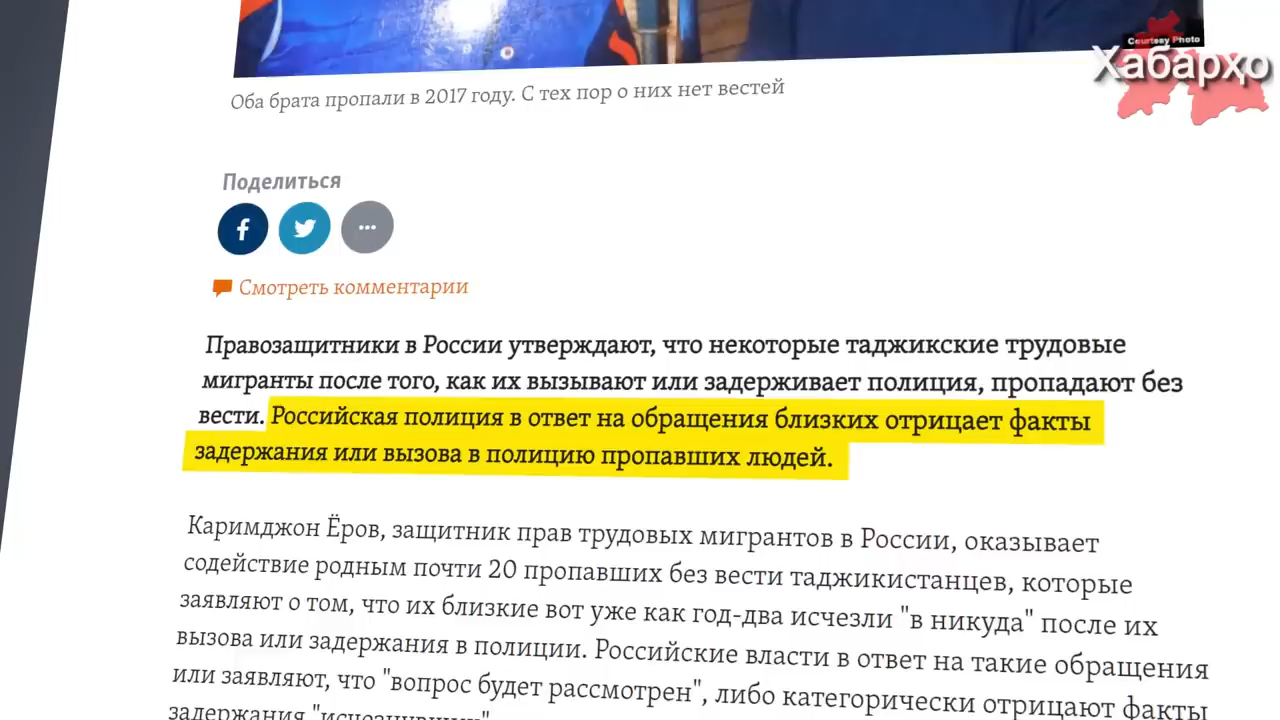 Courtesy Photo
Хабарҳо
Оба брата пропали в 2017 году. С тех пор о них нет вестей
Поделиться
Смотреть комментарии
Правозащитники в России утверждают, что некоторые таджикские трудовые
мигранты после того, как их вызывают или задерживает полиция, пропадают без
вести. Российская полиция в ответ на обращения близких отрицает факты
задержания или вызова в полицию пропавших людей.
Каримджон Ёров, защитник прав трудовых мигрантов в России, оказывает
содействие родным почти 20 пропавших без вести таджикистанцев, которые
заявляют о том, что их близкие вот уже как год-два исчезли "в никуда" после их
вызова или задержания в полиции. Российские власти в ответ на такие обращения
или заявляют, что "вопрос будет рассмотрен", либо категорически отрицают факты
задержания "исчезнувших"